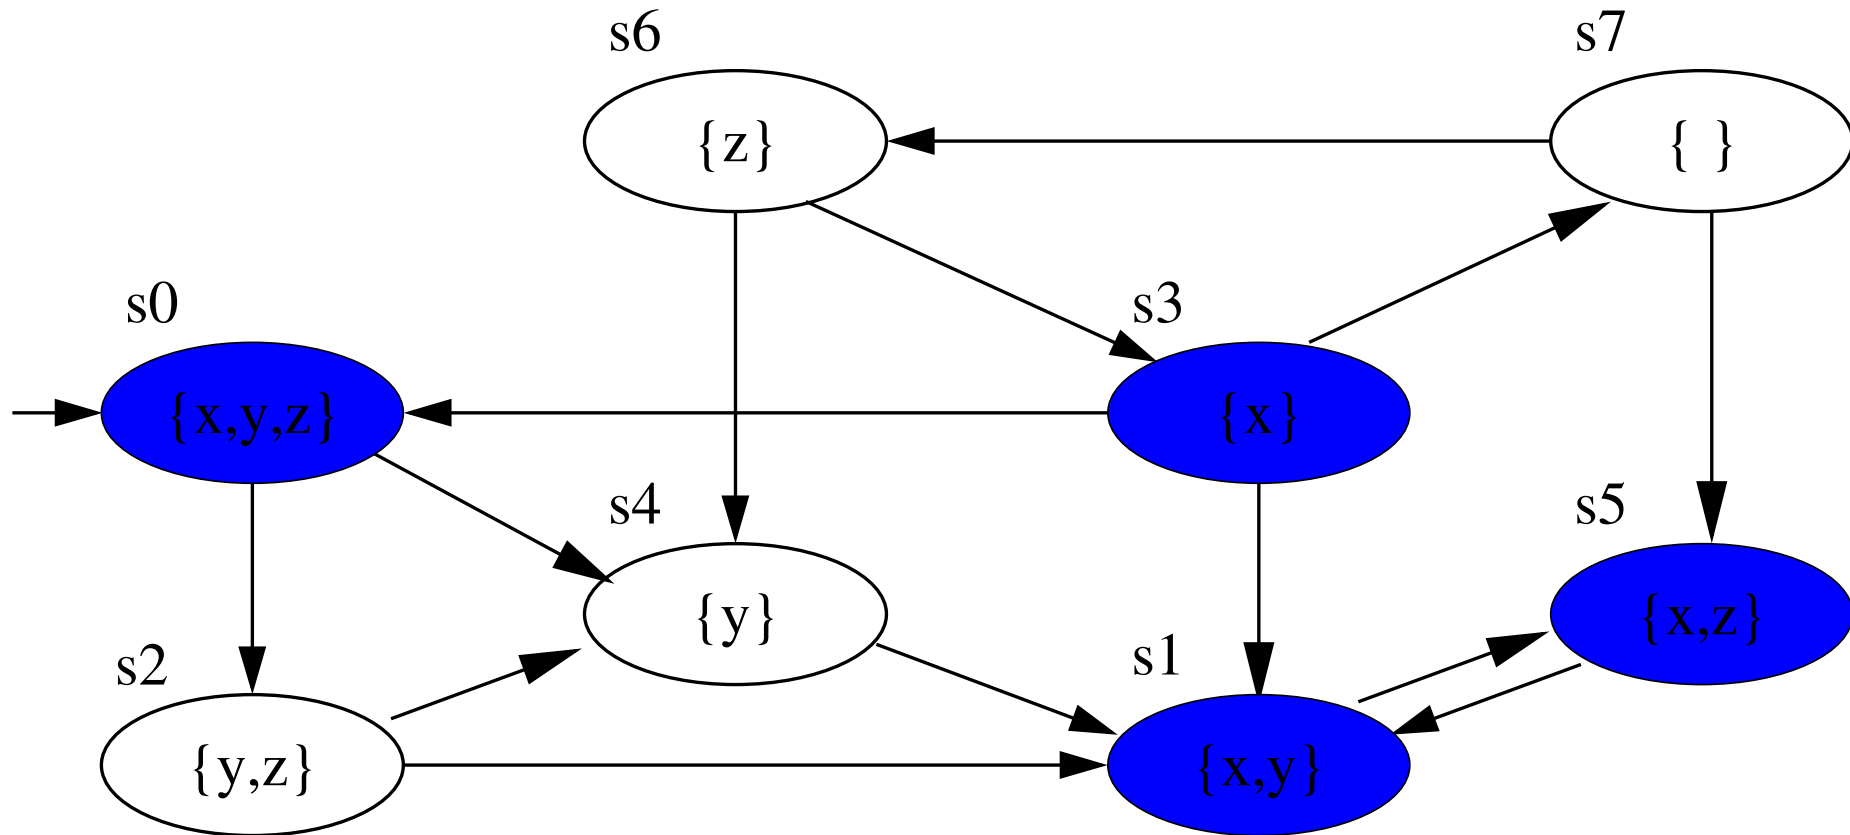 s6
s7
{z}
{ }
s0
s3
{x,y,z}
{x}
s4
s5
{y}
{x,z}
s2
s1
{y,z}
{x,y}